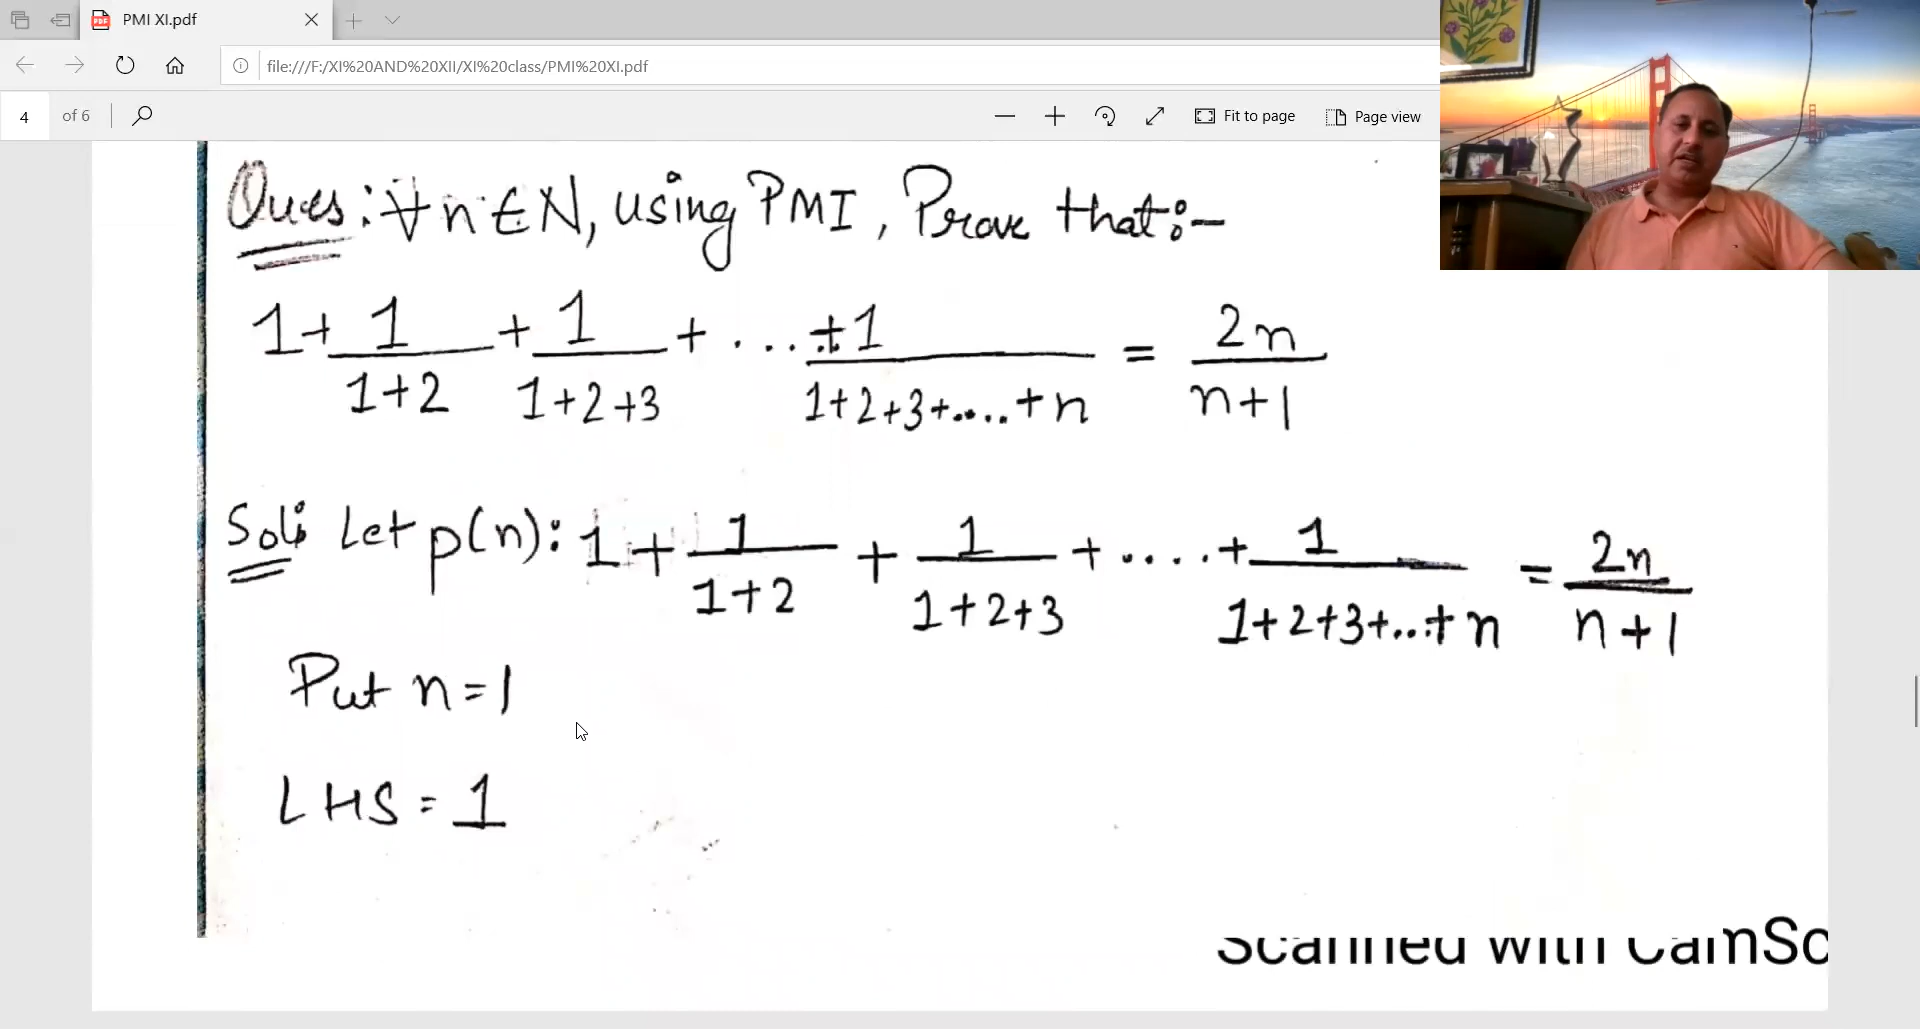 PMI XI.pdf
file:///F:/XI%20AND%20XII/XI%20class/PMI%20XI.pdf
4 of 6 Fit to page Page view
Ques: ∀ n ∈ N, using PMI, Prove that:-
1 + 1/(1+2) + 1/(1+2+3) + .... + 1/(1+2+3+.....+n) = 2n/(n+1)
Sol: Let p(n): 1 + 1/(1+2) + 1/(1+2+3) + .... + 1/(1+2+3+...+n) = 2n/(n+1)
Put n=1
LHS = 1
Scanned with CamSc